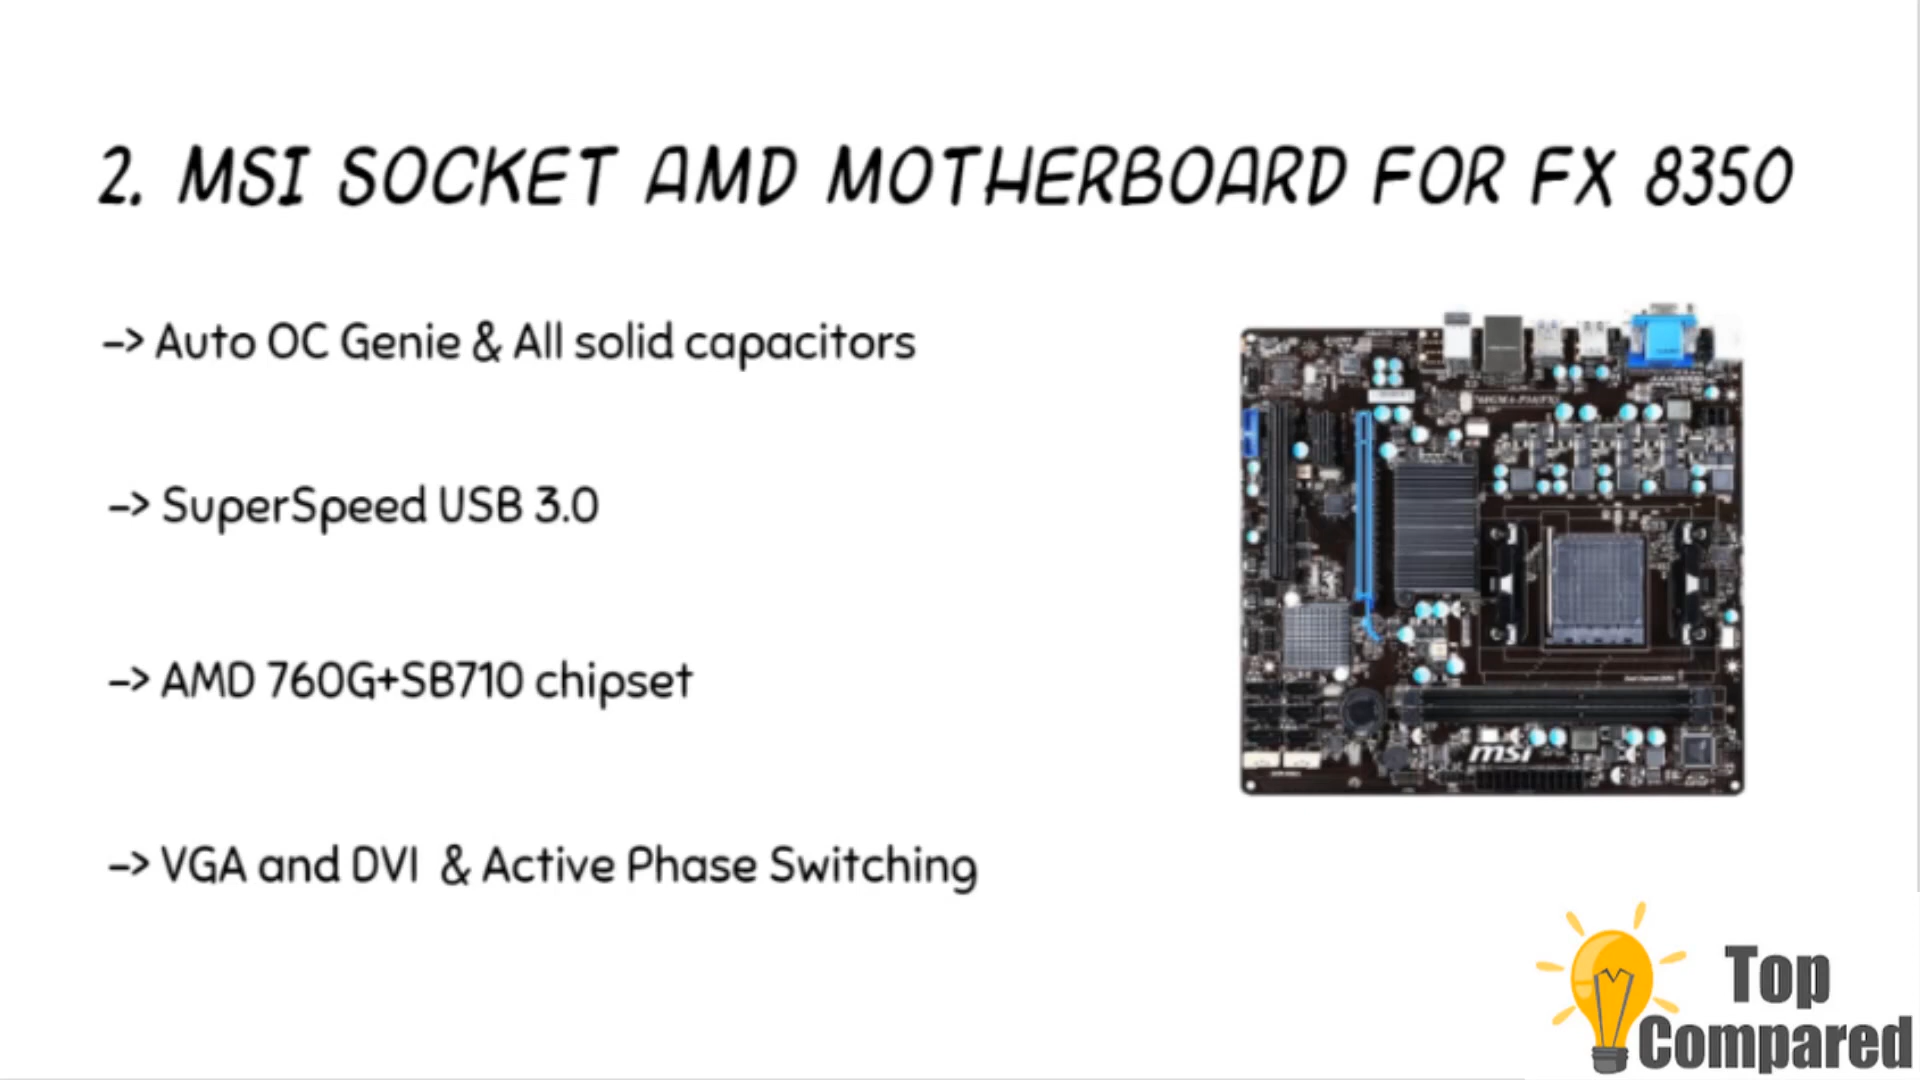 2. MSI SOCKET AMD MOTHERBOARD FOR FX 8350
-> Auto OC Genie & All solid capacitors
-> SuperSpeed USB 3.0
-> AMD 760G+SB710 chipset
-> VGA and DVI & Active Phase Switching
msi
Top
Compared